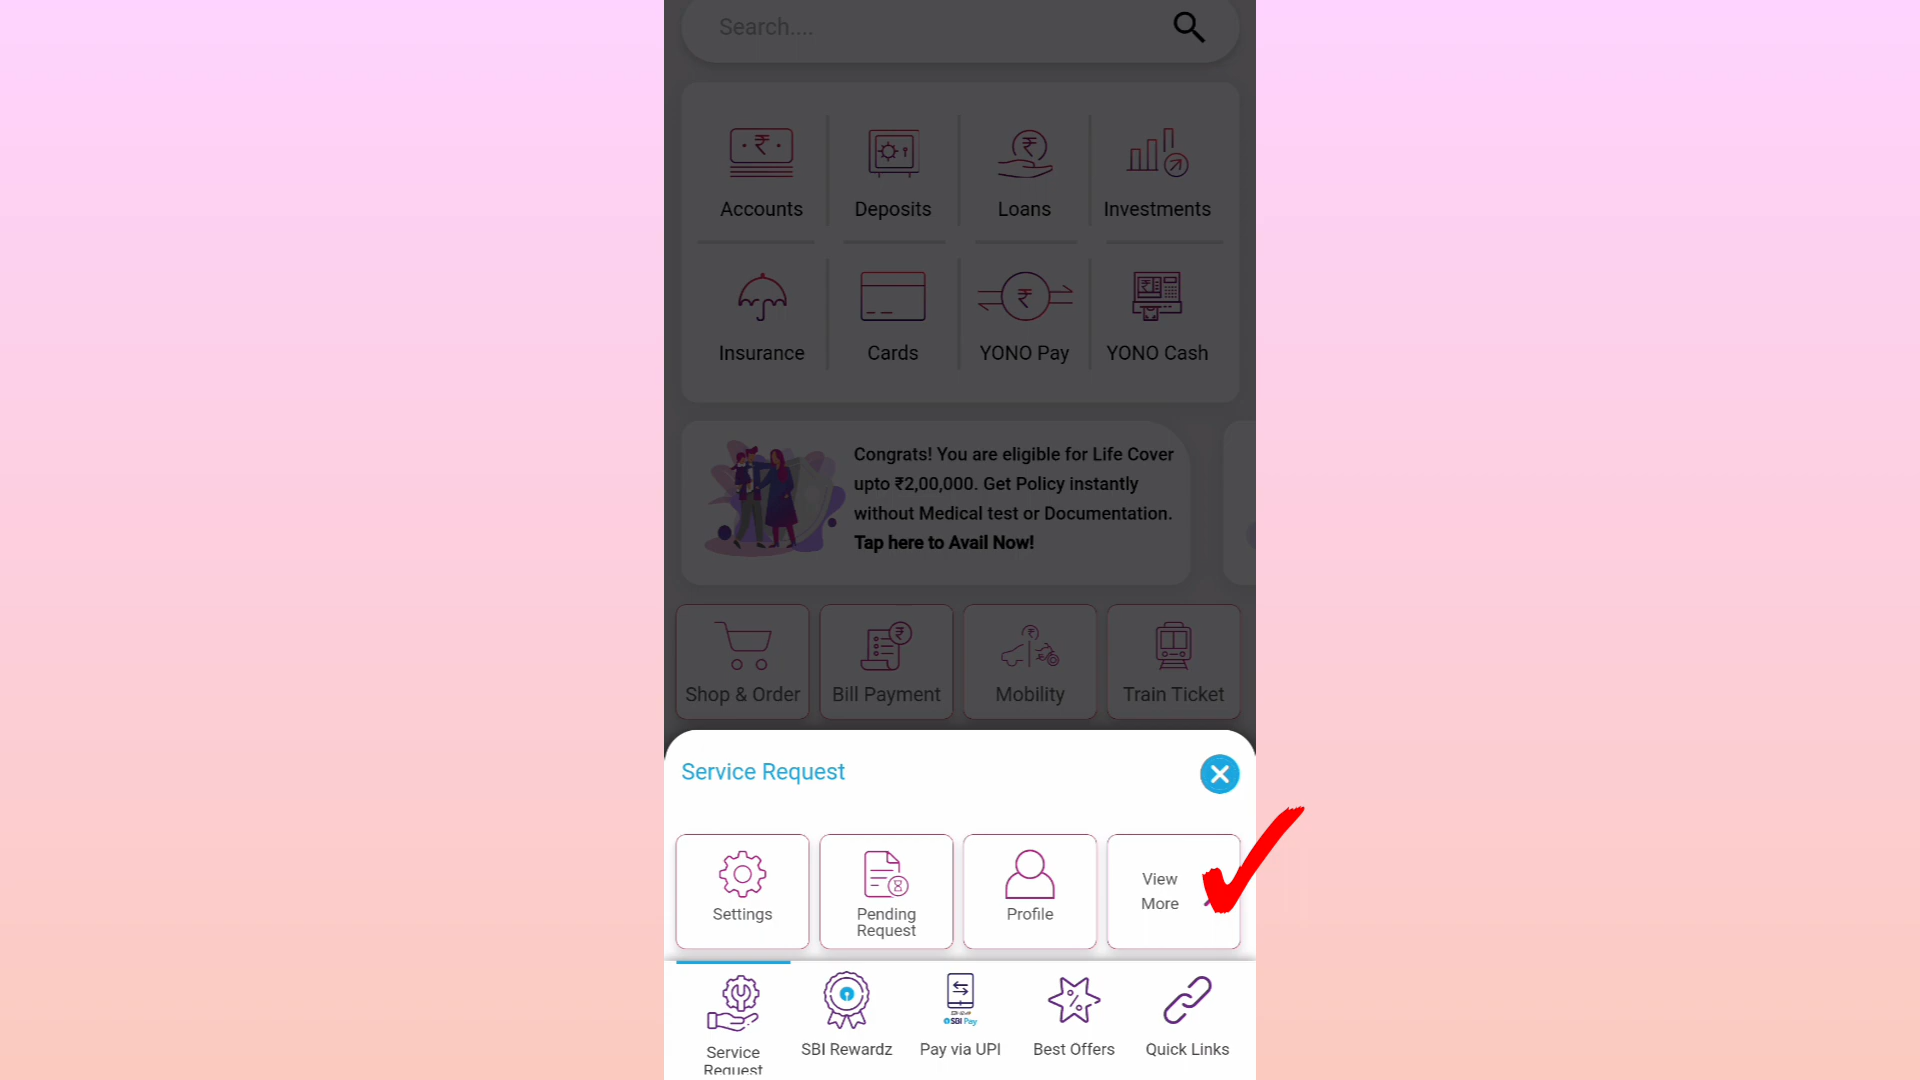 Search....
Accounts
Deposits
Loans
Investments
Insurance
Cards
YONO Pay
YONO Cash
Congrats! You are eligible for Life Cover
upto ₹2,00,000. Get Policy instantly
without Medical test or Documentation.
Tap here to Avail Now!
Shop & Order
Bill Payment
Mobility
Train Ticket
Service Request
Settings
Pending
Request
Profile
View
More
SBI Pay
Service
Request
SBI Rewardz
Pay via UPI
Best Offers
Quick Links